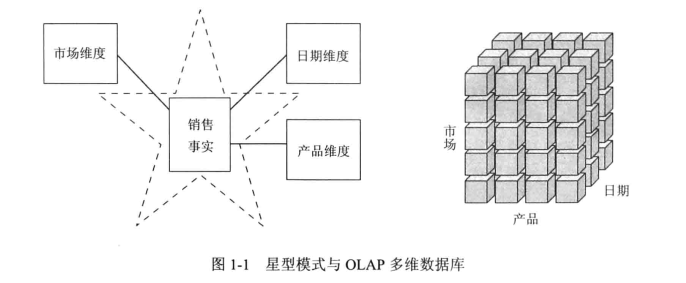 市场维度
日期维度
销售
事实
产品维度
市
场
日期
产品
图 1-1 星型模式与 OLAP 多维数据库